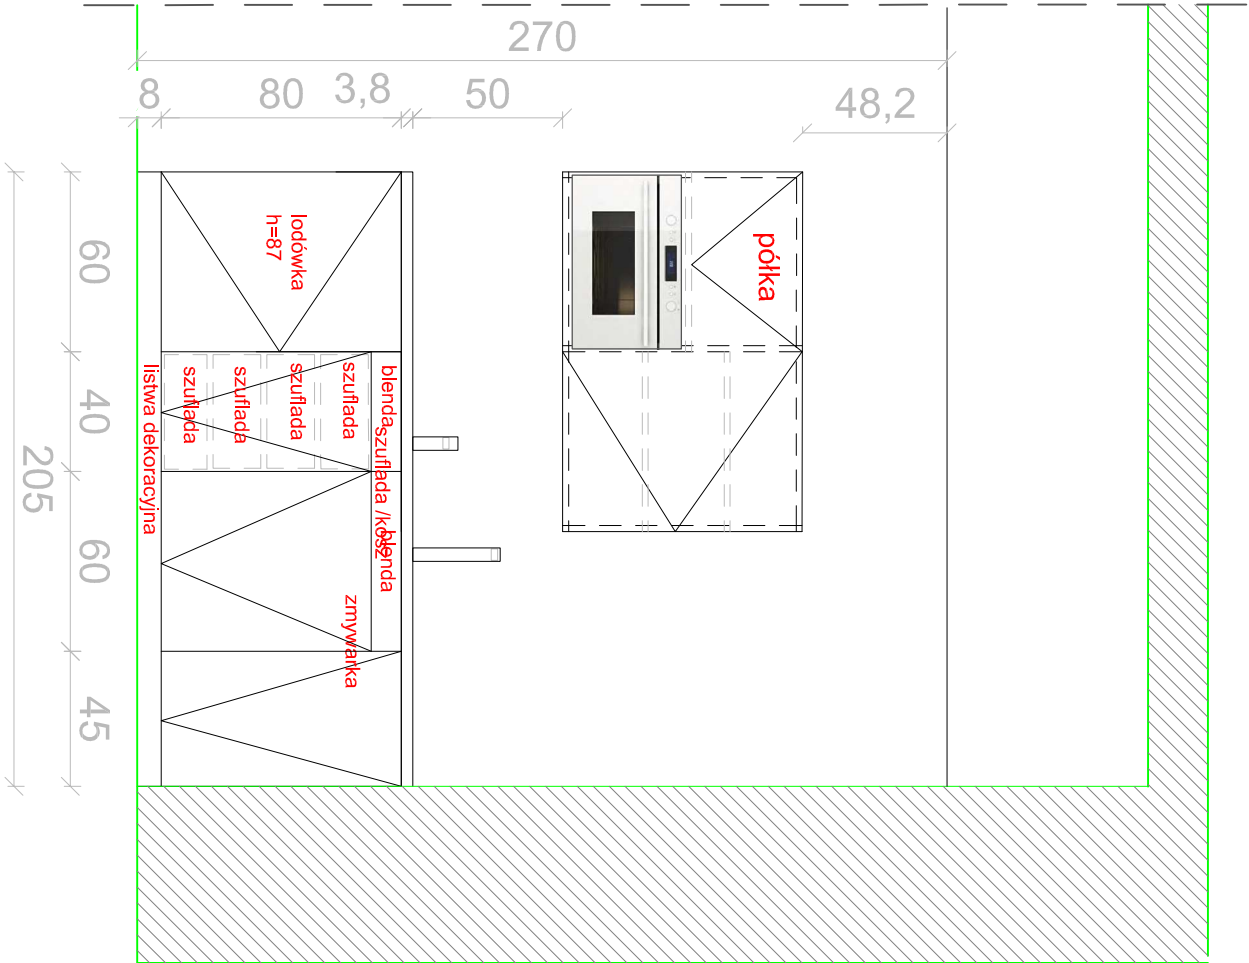 270
8
80
3,8
50
48,2
60
40
60
45
205
lodówka
h=87
półka
listwa dekoracyjna
szuflada
szuflada
szuflada
szuflada
blenda
szuflada /kosz
blenda
zmywarka